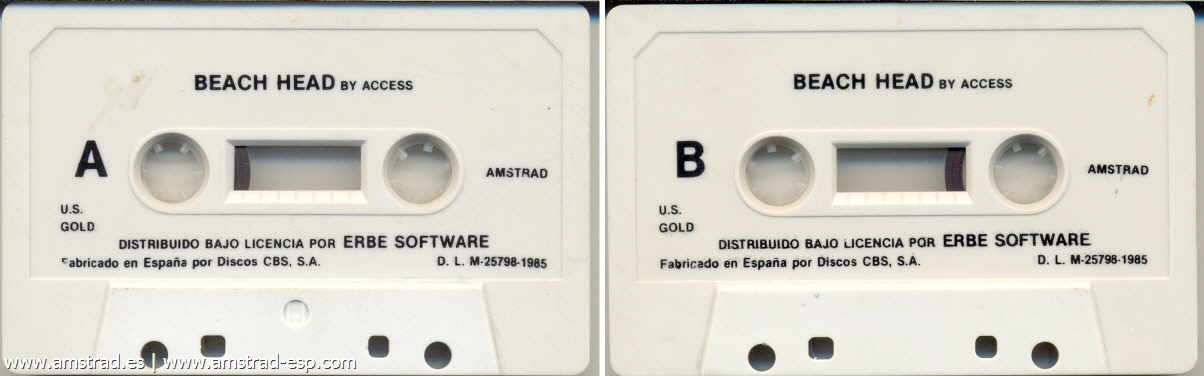 BEACH HEAD BY ACCESS
A
AMSTRAD
U.S.
GOLD
DISTRIBUIDO BAJO LICENCIA POR ERBE SOFTWARE
Fabricado en España por Discos CBS, S.A.
D. L. M-25798-1985
www.amstrad.es | www.amstrad-esp.com
BEACH HEAD BY ACCESS
B
AMSTRAD
U.S.
GOLD
DISTRIBUIDO BAJO LICENCIA POR ERBE SOFTWARE
Fabricado en España por Discos CBS, S.A.
D. L. M-25798-1985